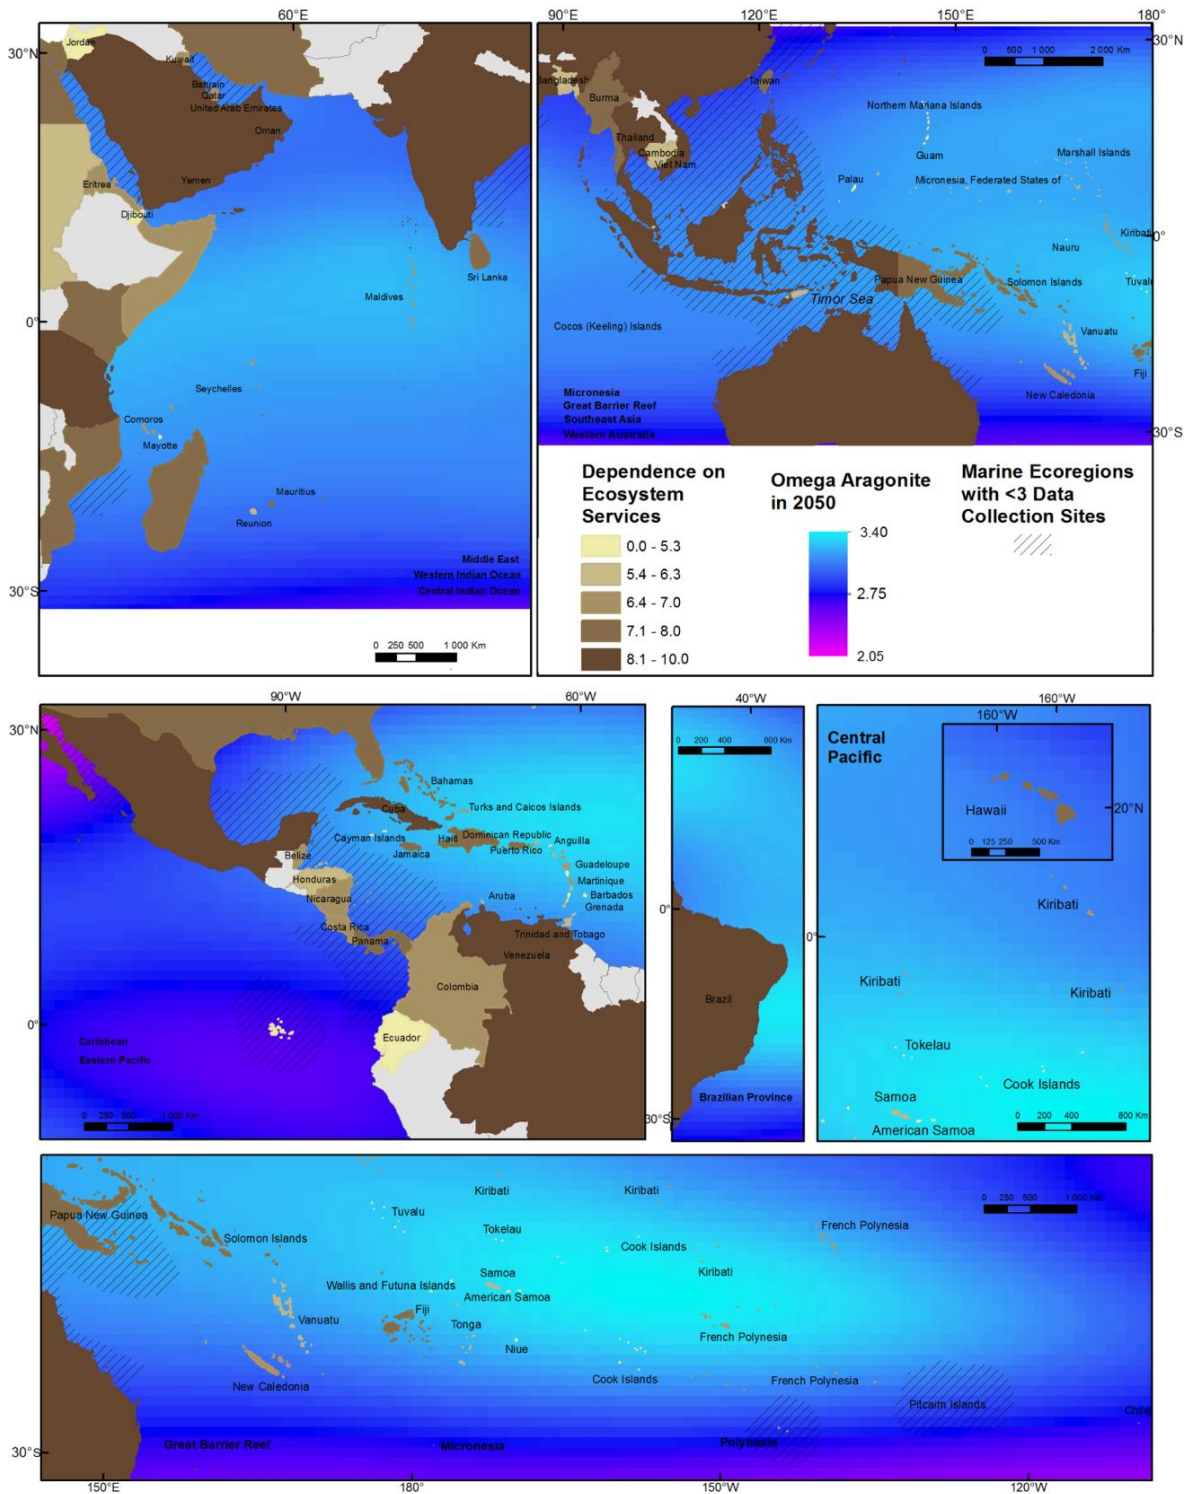 60°E
30°N
Jordan
Kuwait
Bahrain
Qatar
United Arab Emirates
Oman
Yemen
Eritrea
Djibouti
Sri Lanka
Maldives
0°
Seychelles
Comoros
Mayotte
Mauritius
Reunion
Middle East
Western Indian Ocean
30°S
Central Indian Ocean
0 250 500 1 000 Km
90°E 120°E 150°E 180°
30°N
0 500 1 000 2 000 Km
Bangladesh
Taiwan
Burma
Northern Mariana Islands
Thailand
Guam
Cambodia
Viet Nam
Marshall Islands
Palau
Micronesia, Federated States of
Kiribati
0°
Nauru
Papua New Guinea
Solomon Islands
Tuvalu
Timor Sea
Cocos (Keeling) Islands
Vanuatu
Fiji
New Caledonia
Micronesia
Great Barrier Reef
Southeast Asia
Western Australia
30°S
Dependence on
Ecosystem
Services
0.0 - 5.3
5.4 - 6.3
6.4 - 7.0
7.1 - 8.0
8.1 - 10.0
Omega Aragonite
in 2050
3.40
2.75
2.05
Marine Ecoregions
with <3 Data
Collection Sites
90°W 60°W
30°N
Bahamas
Cuba
Turks and Caicos Islands
Cayman Islands
Haiti
Dominican Republic
Anguilla
Jamaica
Puerto Rico
Belize
Guadeloupe
Honduras
Martinique
Nicaragua
Aruba
Barbados
Grenada
Costa Rica
Panama
Trinidad and Tobago
Venezuela
Colombia
0°
Ecuador
Caribbean
Eastern Pacific
0 250 500 1 000 Km
40°W
0 200 400 800 Km
0°
Brazil
Brazilian Province
30°S
160°W
Central
Pacific
160°W
Hawaii
20°N
0 125 250 500 Km
Kiribati
0°
Kiribati
Kiribati
Tokelau
Cook Islands
Samoa
0 200 400 800 Km
American Samoa
Kiribati
Kiribati
0 250 500 1 000 Km
Papua New Guinea
Tuvalu
Solomon Islands
Tokelau
French Polynesia
Cook Islands
Samoa
Kiribati
Wallis and Futuna Islands
American Samoa
Fiji
Vanuatu
Tonga
French Polynesia
Niue
New Caledonia
Cook Islands
French Polynesia
Pitcairn Islands
Chile
Great Barrier Reef
Micronesia
Polynesia
30°S
150°E 180° 150°W 120°W